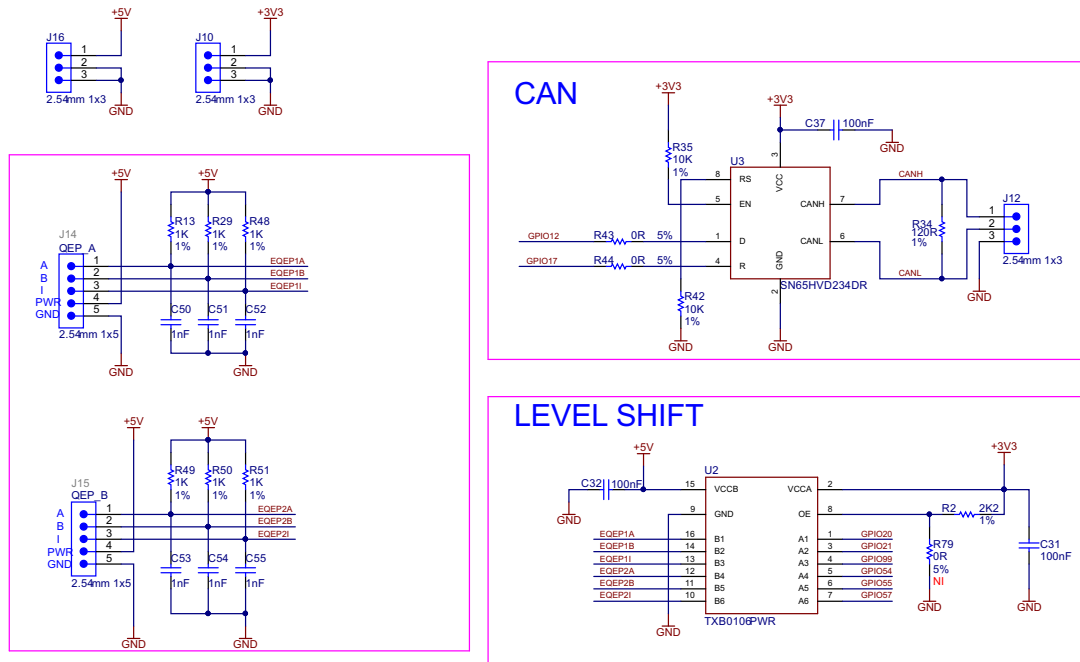 +5V
J16
1
2
3
2.54mm 1x3
GND
+3V3
J10
1
2
3
2.54mm 1x3
GND
+5V
+5V
R13
1K
1%
R29
1K
1%
R48
1K
1%
J14
QEP_A
A
B
I
PWR
GND
1
2
3
4
5
2.54mm 1x5
EQEP1A
EQEP1B
EQEP1I
C50
1nF
C51
1nF
C52
1nF
GND
GND
+5V
+5V
R49
1K
1%
R50
1K
1%
R51
1K
1%
J15
QEP_B
A
B
I
PWR
GND
1
2
3
4
5
2.54mm 1x5
EQEP2A
EQEP2B
EQEP2I
C53
1nF
C54
1nF
C55
1nF
GND
GND
CAN
+3V3
+3V3
C37
100nF
GND
R35
10K
1%
U3
8
RS
5
EN
1
D
4
R
3
VCC
GND
2
CANH
7
CANL
6
SN65HVD234DR
GPIO12
R43
0R
5%
GPIO17
R44
0R
5%
R42
10K
1%
GND
GND
CANH
R34
120R
1%
CANL
J12
1
2
3
2.54mm 1x3
GND
LEVEL SHIFT
+5V
C32
100nF
GND
U2
15
VCCB
VCCA
2
9
GND
OE
8
EQEP1A
16
B1
A1
1
GPIO20
EQEP1B
14
B2
A2
3
GPIO21
EQEP1I
13
B3
A3
4
GPIO99
EQEP2A
12
B4
A4
5
GPIO54
EQEP2B
11
B5
A5
6
GPIO55
EQEP2I
10
B6
A6
7
GPIO57
TXB0106PWR
GND
+3V3
R2
2K2
1%
R79
0R
5%
NI
GND
C31
100nF
GND